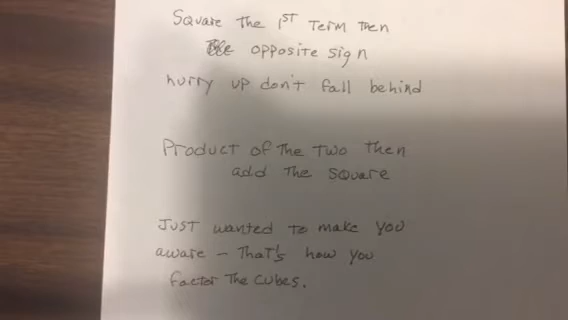 Square the 1ST Term Then
opposite sign
hurry up don't fall behind
Product of The Two Then
add The Square
Just wanted to make you
aware – That's how you
factor The Cubes.